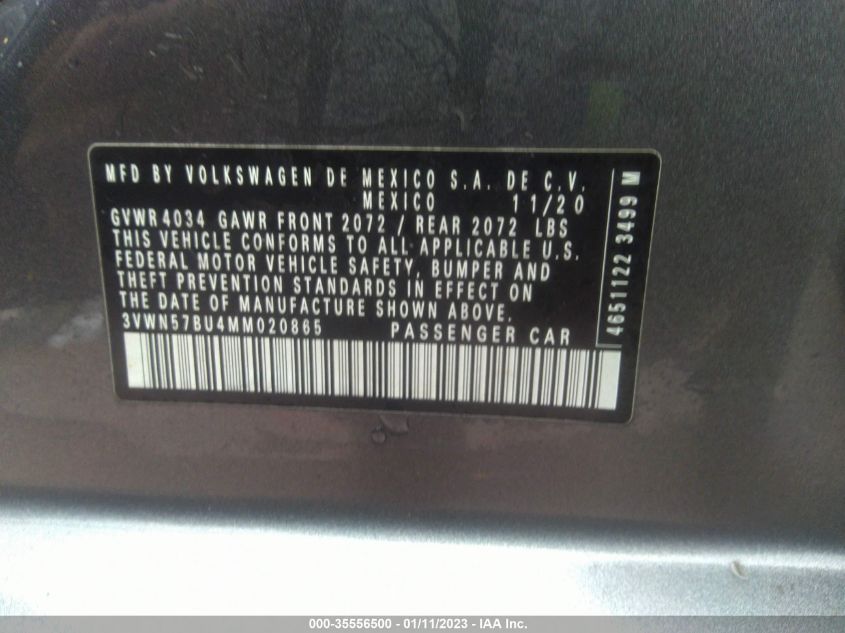 MFD BY VOLKSWAGEN DE MEXICO S.A. DE C.V.
MEXICO 11/20
GVWR 4034 GAWR FRONT 2072 / REAR 2072 LBS
THIS VEHICLE CONFORMS TO ALL APPLICABLE U.S.
FEDERAL MOTOR VEHICLE SAFETY, BUMPER AND
THEFT PREVENTION STANDARDS IN EFFECT ON
THE DATE OF MANUFACTURE SHOWN ABOVE.
3VWN57BU4MM020865 PASSENGER CAR
4651122 3499 M
000-35556500 - 01/11/2023 - IAA Inc.